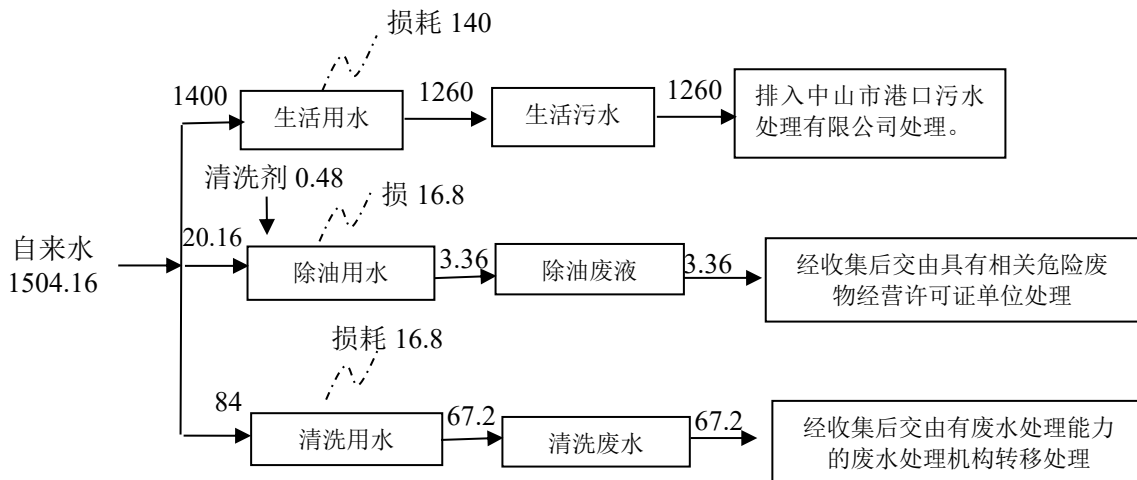 损耗 140
1400
生活用水
1260
生活污水
1260
排入中山市港口污水
处理有限公司处理。
清洗剂 0.48
损 16.8
自来水
1504.16
20.16
除油用水
3.36
除油废液
3.36
经收集后交由具有相关危险废
物经营许可证单位处理
损耗 16.8
84
清洗用水
67.2
清洗废水
67.2
经收集后交由有废水处理能力
的废水处理机构转移处理